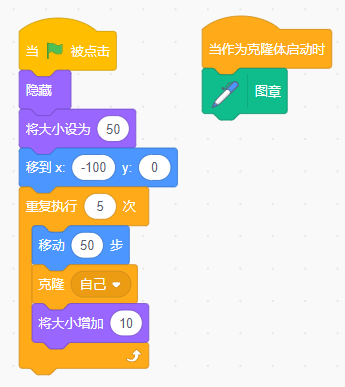 当 被点击
隐藏
将大小设为 50
移到 x: -100 y: 0
重复执行 5 次
移动 50 步
克隆 自己
将大小增加 10
当作为克隆体启动时
图章